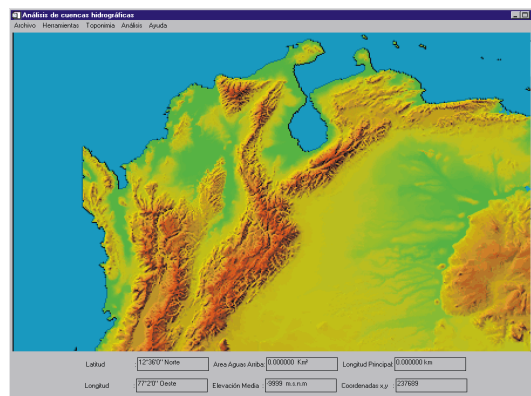 Análisis de cuencas hidrográficas
Archivo Herramientas Toponimia Análisis Ayuda
Latitud : 12°36'0'' Norte Area Aguas Arriba: 0.000000 Km² Longitud Principal: 0.000000 km
Longitud : 77°2'0'' Oeste Elevación Media : -9999 m.s.n.m Coordenadas x,y : 237689